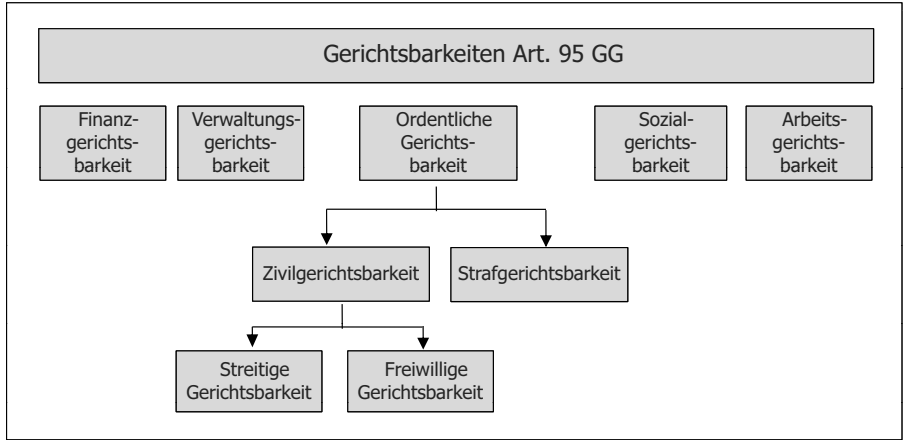 Gerichtsbarkeiten Art. 95 GG
Finanz-
gerichts-
barkeit
Verwaltungs-
gerichts-
barkeit
Ordentliche
Gerichts-
barkeit
Sozial-
gerichts-
barkeit
Arbeits-
gerichts-
barkeit
Zivilgerichtsbarkeit
Strafgerichtsbarkeit
Streitige
Gerichtsbarkeit
Freiwillige
Gerichtsbarkeit